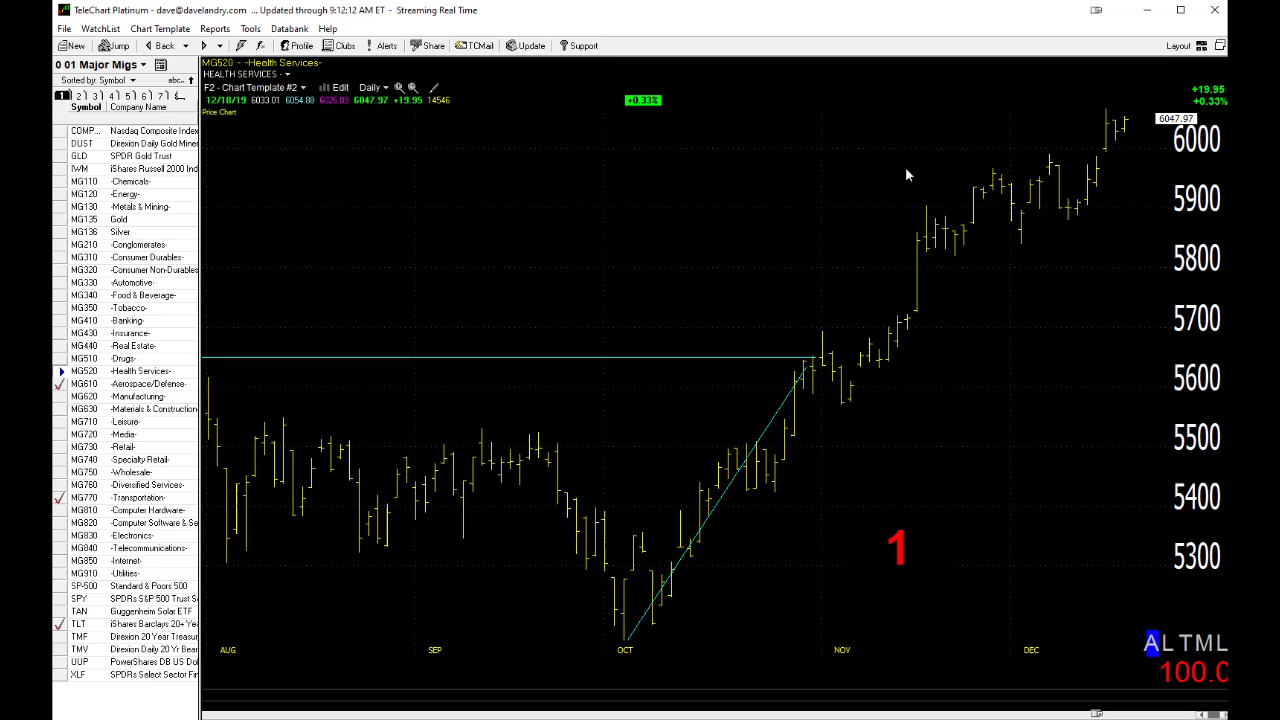 TeleChart Platinum - dave@davelandry.com ... Updated through 9:12:12 AM ET - Streaming Real Time
File WatchList Chart Template Reports Tools Databank Help
New Jump Back Profile Clubs Alerts Share TCMail Update Support Layout
0 01 Major Migs
Sorted by: Symbol abc..
1 2 3 4 5 6 7
Symbol Company Name
COMP... Nasdaq Composite Index
DUST Direxion Daily Gold Miner
GLD SPDR Gold Trust
IWM iShares Russell 2000 Ind
MG110 -Chemicals-
MG120 -Energy-
MG130 -Metals & Mining-
MG135 Gold
MG136 Silver
MG210 -Conglomerates-
MG310 -Consumer Durables-
MG320 -Consumer Non-Durables
MG330 -Automotive-
MG340 -Food & Beverage-
MG350 -Tobacco-
MG410 -Banking-
MG430 -Insurance-
MG440 -Real Estate-
MG510 -Drugs-
MG520 -Health Services-
MG610 -Aerospace/Defense-
MG620 -Manufacturing-
MG630 -Materials & Construction
MG710 -Leisure-
MG720 -Media-
MG730 -Retail-
MG740 -Specialty Retail-
MG750 -Wholesale-
MG760 -Diversified Services-
MG770 -Transportation-
MG810 -Computer Hardware-
MG820 -Computer Software & Se
MG830 -Electronics-
MG840 -Telecommunications-
MG850 -Internet-
MG910 -Utilities-
SP-500 Standard & Poors 500
SPY SPDRs S&P 500 Trust S
TAN Guggenheim Solar ETF
TLT iShares Barclays 20+ Yea
TMF Direxion 20 Year Treasur
TMV Direxion Daily 20 Yr Bear
UUP PowerShares DB US Do
XLF SPDRs Select Sector Fin
MG520 - -Health Services-
HEALTH SERVICES -
F2 - Chart Template #2 Edit Daily
12/18/19 6033.01 6054.88 6026.89 6047.97 +19.95 14546
+0.33%
+19.95
+0.33%
Price Chart
6047.97
6000
5900
5800
5700
5600
5500
5400
5300
1
AUG SEP OCT NOV DEC
A L T M L
100.0